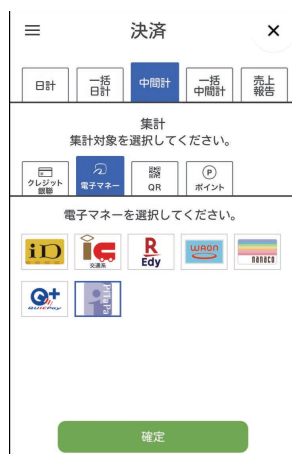 決済
日計
一括
日計
中間計
一括
中間計
売上
報告
集計
集計対象を選択してください。
クレジット
銀聯
電子マネー
QR
P
ポイント
電子マネーを選択してください。
iD
交通系
R
Edy
WAON
nanaco
Q+
QUICPay
PiTaPa
確定